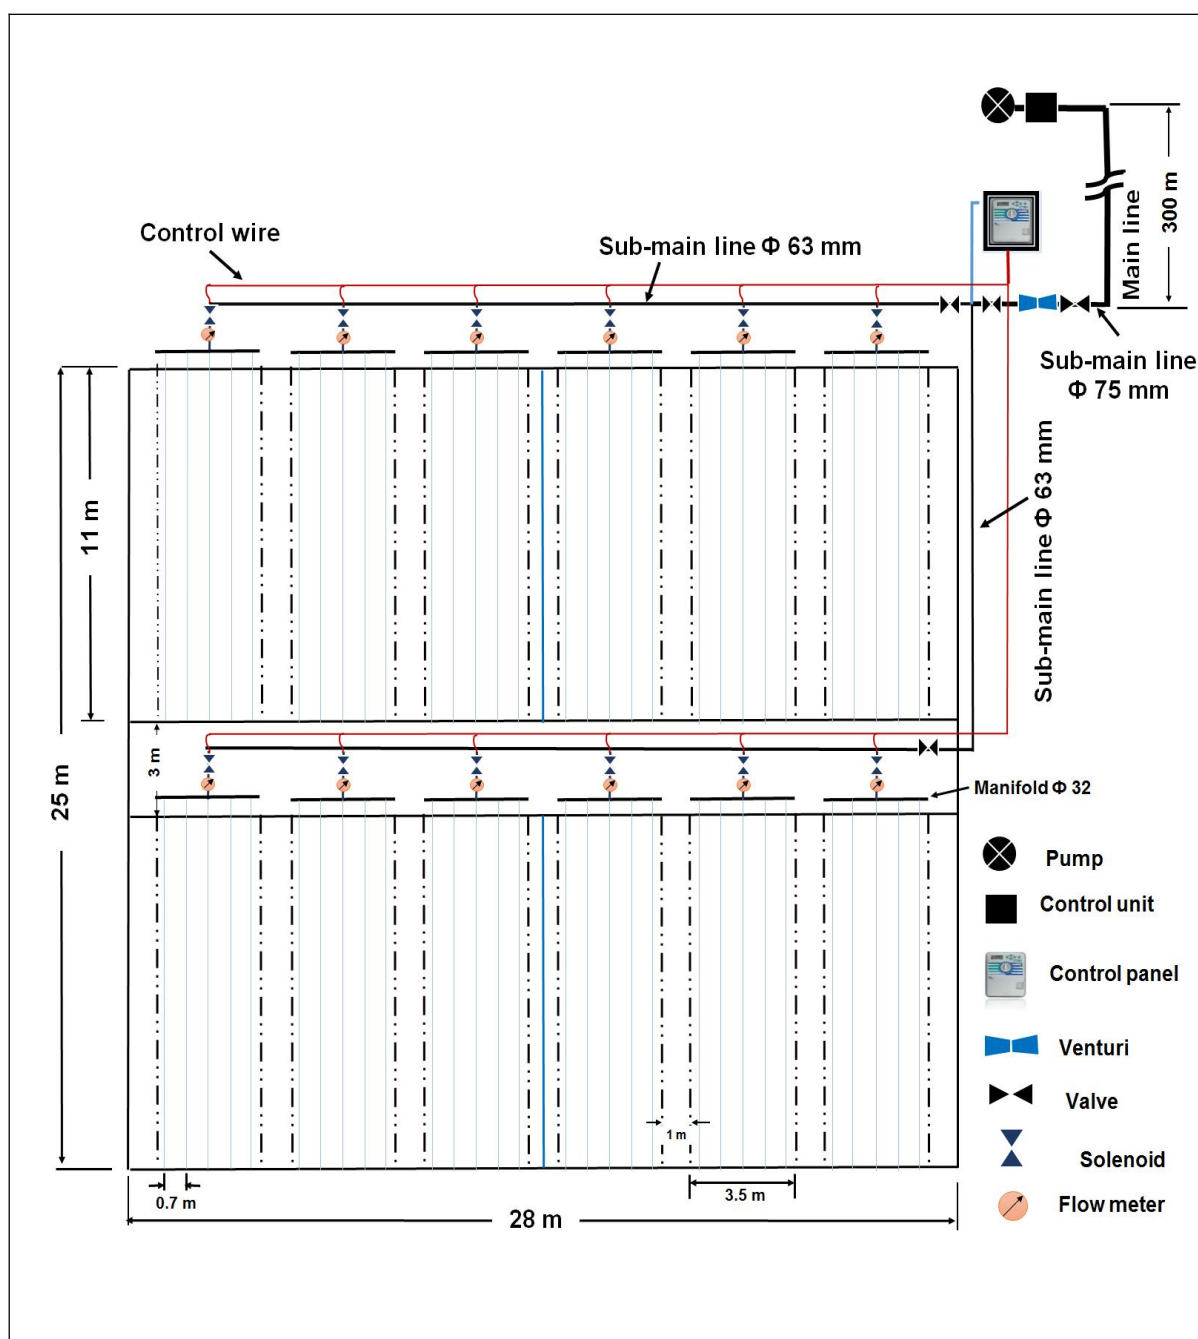 300 m
Main line
Control wire
Sub-main line Φ 63 mm
Sub-main line
Φ 75 mm
11 m
Sub-main line Φ 63 mm
25 m
3 m
Manifold Φ 32
Pump
Control unit
Control panel
Venturi
Valve
1 m
Solenoid
0.7 m
3.5 m
Flow meter
28 m